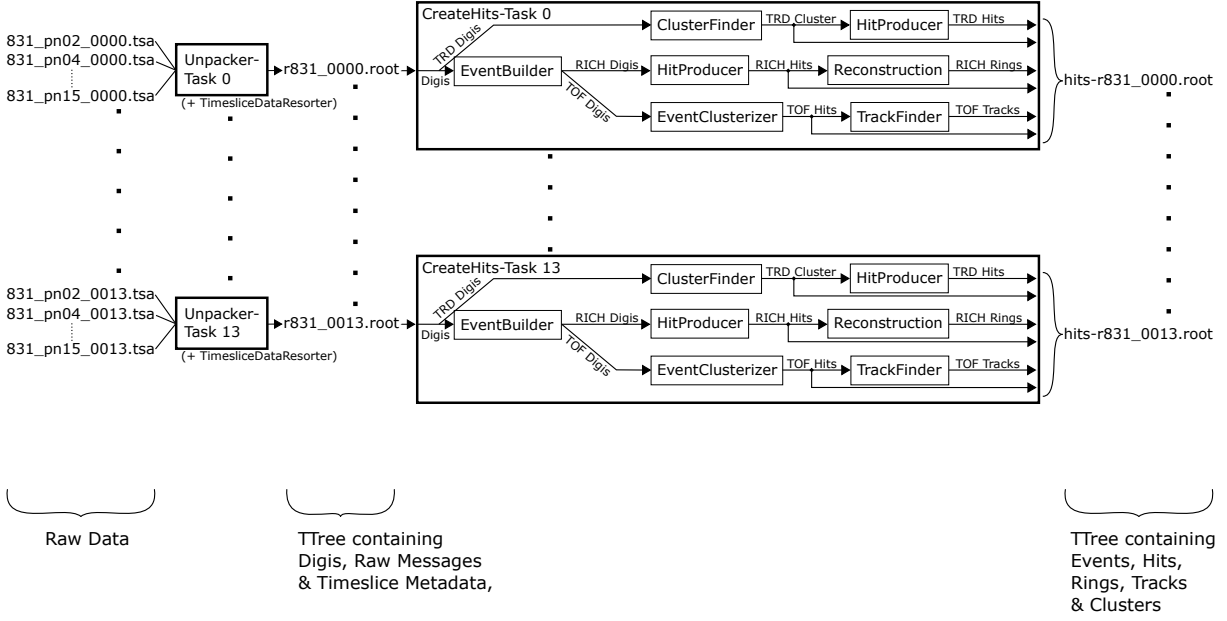 CreateHits-Task 0
831_pn02_0000.tsa
831_pn04_0000.tsa
831_pn15_0000.tsa
Unpacker-
Task 0
(+ TimesliceDataResorter)
r831_0000.root
Digis
TRD Digis
EventBuilder
RICH Digis
TOF Digis
ClusterFinder
TRD Cluster
HitProducer
TRD Hits
HitProducer
RICH Hits
Reconstruction
RICH Rings
EventClusterizer
TOF Hits
TrackFinder
TOF Tracks
hits-r831_0000.root
CreateHits-Task 13
831_pn02_0013.tsa
831_pn04_0013.tsa
831_pn15_0013.tsa
Unpacker-
Task 13
(+ TimesliceDataResorter)
r831_0013.root
Digis
TRD Digis
EventBuilder
RICH Digis
TOF Digis
ClusterFinder
TRD Cluster
HitProducer
TRD Hits
HitProducer
RICH Hits
Reconstruction
RICH Rings
EventClusterizer
TOF Hits
TrackFinder
TOF Tracks
hits-r831_0013.root
Raw Data
TTree containing
Digis, Raw Messages
& Timeslice Metadata,
TTree containing
Events, Hits,
Rings, Tracks
& Clusters